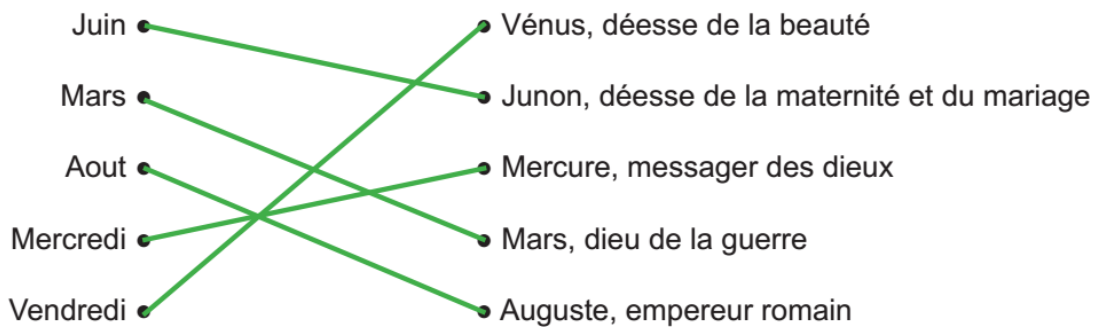 Juin
Vénus, déesse de la beauté
Mars
Junon, déesse de la maternité et du mariage
Aout
Mercure, messager des dieux
Mercredi
Mars, dieu de la guerre
Vendredi
Auguste, empereur romain